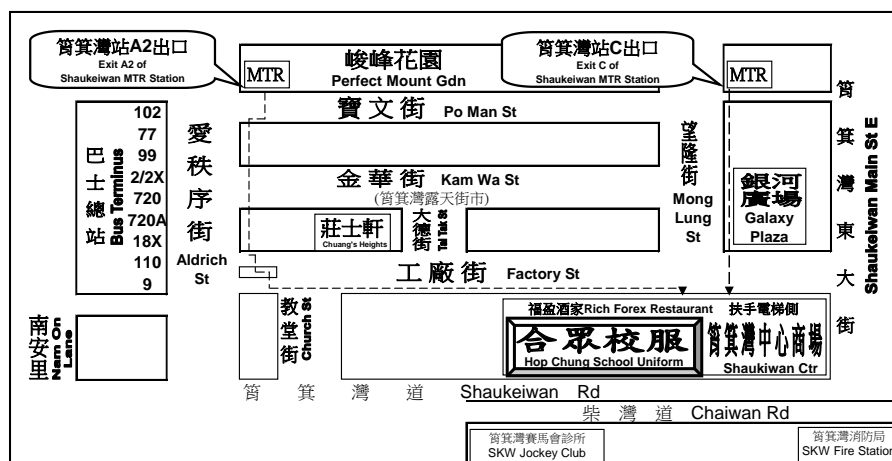 筲箕灣站A2出口
Exit A2 of
Shaukeiwan MTR Station
MTR
峻峰花園
Perfect Mount Gdn
筲箕灣站C出口
Exit C of
Shaukeiwan MTR Station
MTR
寶文街 Po Man St
巴士總站
Bus Terminus
102
77
99
2/2X
720
720A
18X
110
9
愛秩序街
Aldrich
St
金華街 Kam Wa St
(筲箕灣露天街市)
望隆街
Mong
Lung
St
銀河
廣場
Galaxy
Plaza
筲箕灣東大街
Shaukeiwan Main St E
莊士軒
Chuang's Heights
大德街
Tai Tak St
工廠街 Factory St
南安里
Nam On
Lane
教堂街
Church St
福盈酒家Rich Forex Restaurant 扶手電梯側
合眾校服
Hop Chung School Uniform
筲箕灣中心商場
Shaukiwan Ctr
筲箕灣道 Shaukeiwan Rd
柴灣道 Chaiwan Rd
筲箕灣賽馬會診所
SKW Jockey Club
筲箕灣消防局
SKW Fire Station